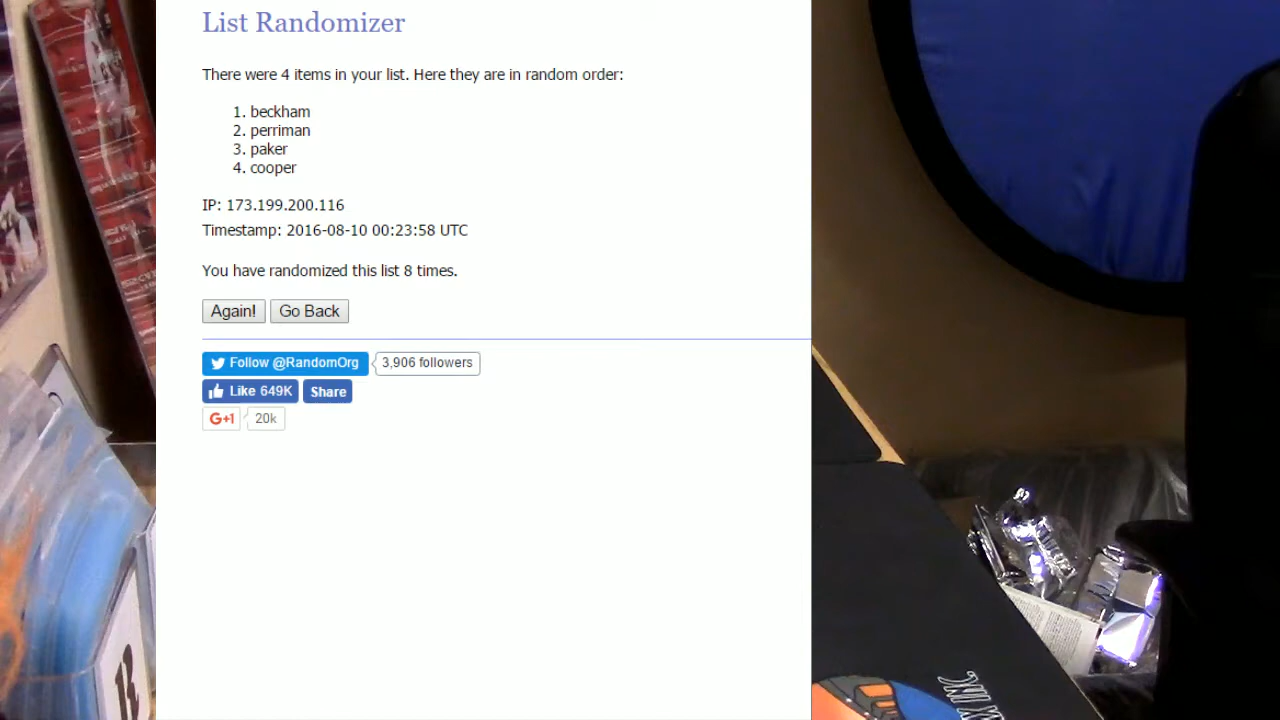 List Randomizer
There were 4 items in your list. Here they are in random order:
1. beckham
2. perriman
3. paker
4. cooper
IP: 173.199.200.116
Timestamp: 2016-08-10 00:23:58 UTC
You have randomized this list 8 times.
Again! Go Back
Follow @RandomOrg 3,906 followers
Like 649K Share
G+1 20k
INC.